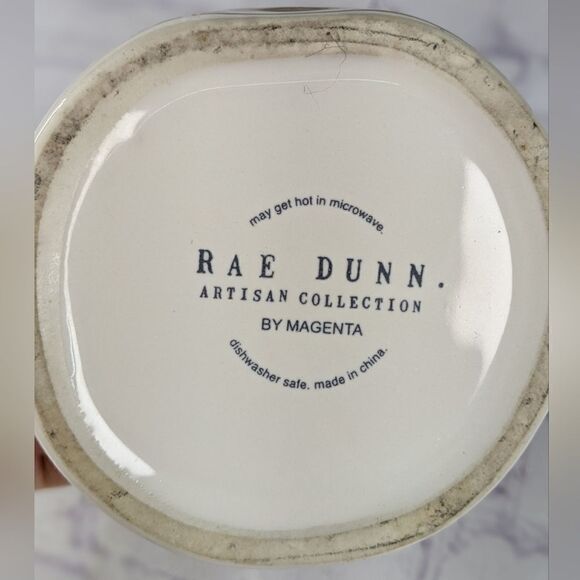 may get hot in microwave.
RAE DUNN.
ARTISAN COLLECTION
BY MAGENTA
dishwasher safe. made in china.